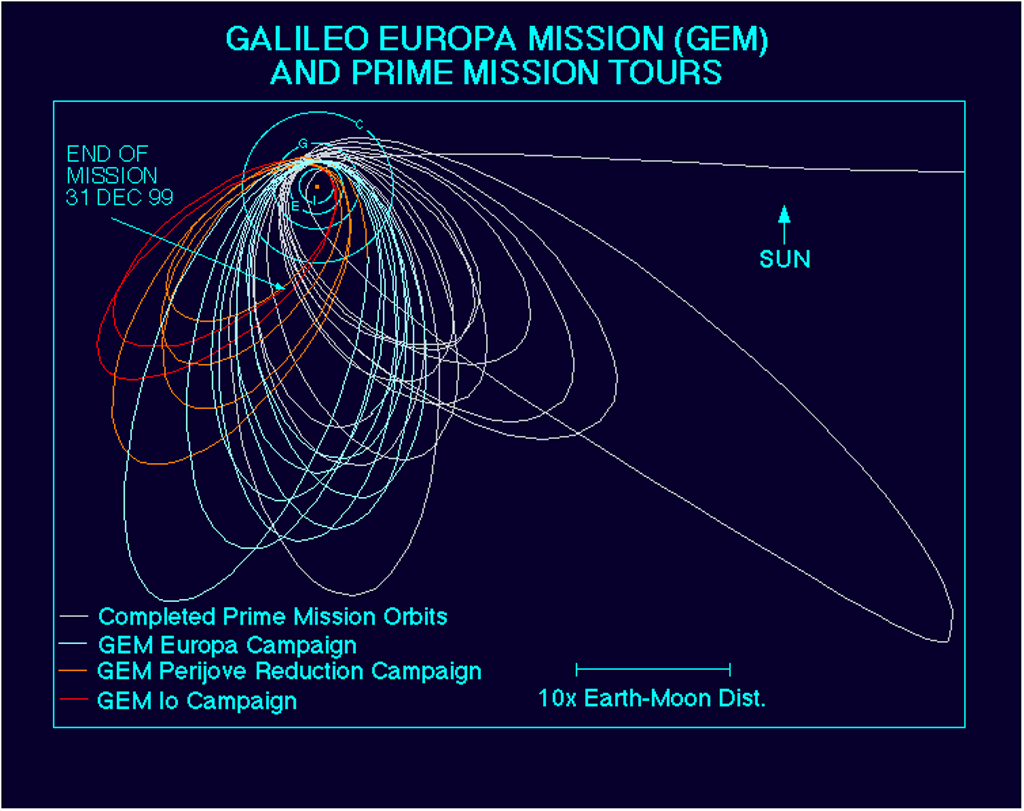 GALILEO EUROPA MISSION (GEM)
AND PRIME MISSION TOURS
C
G
END OF
MISSION
31 DEC 99
E
I
SUN
Completed Prime Mission Orbits
GEM Europa Campaign
GEM Perijove Reduction Campaign
GEM Io Campaign
10x Earth-Moon Dist.